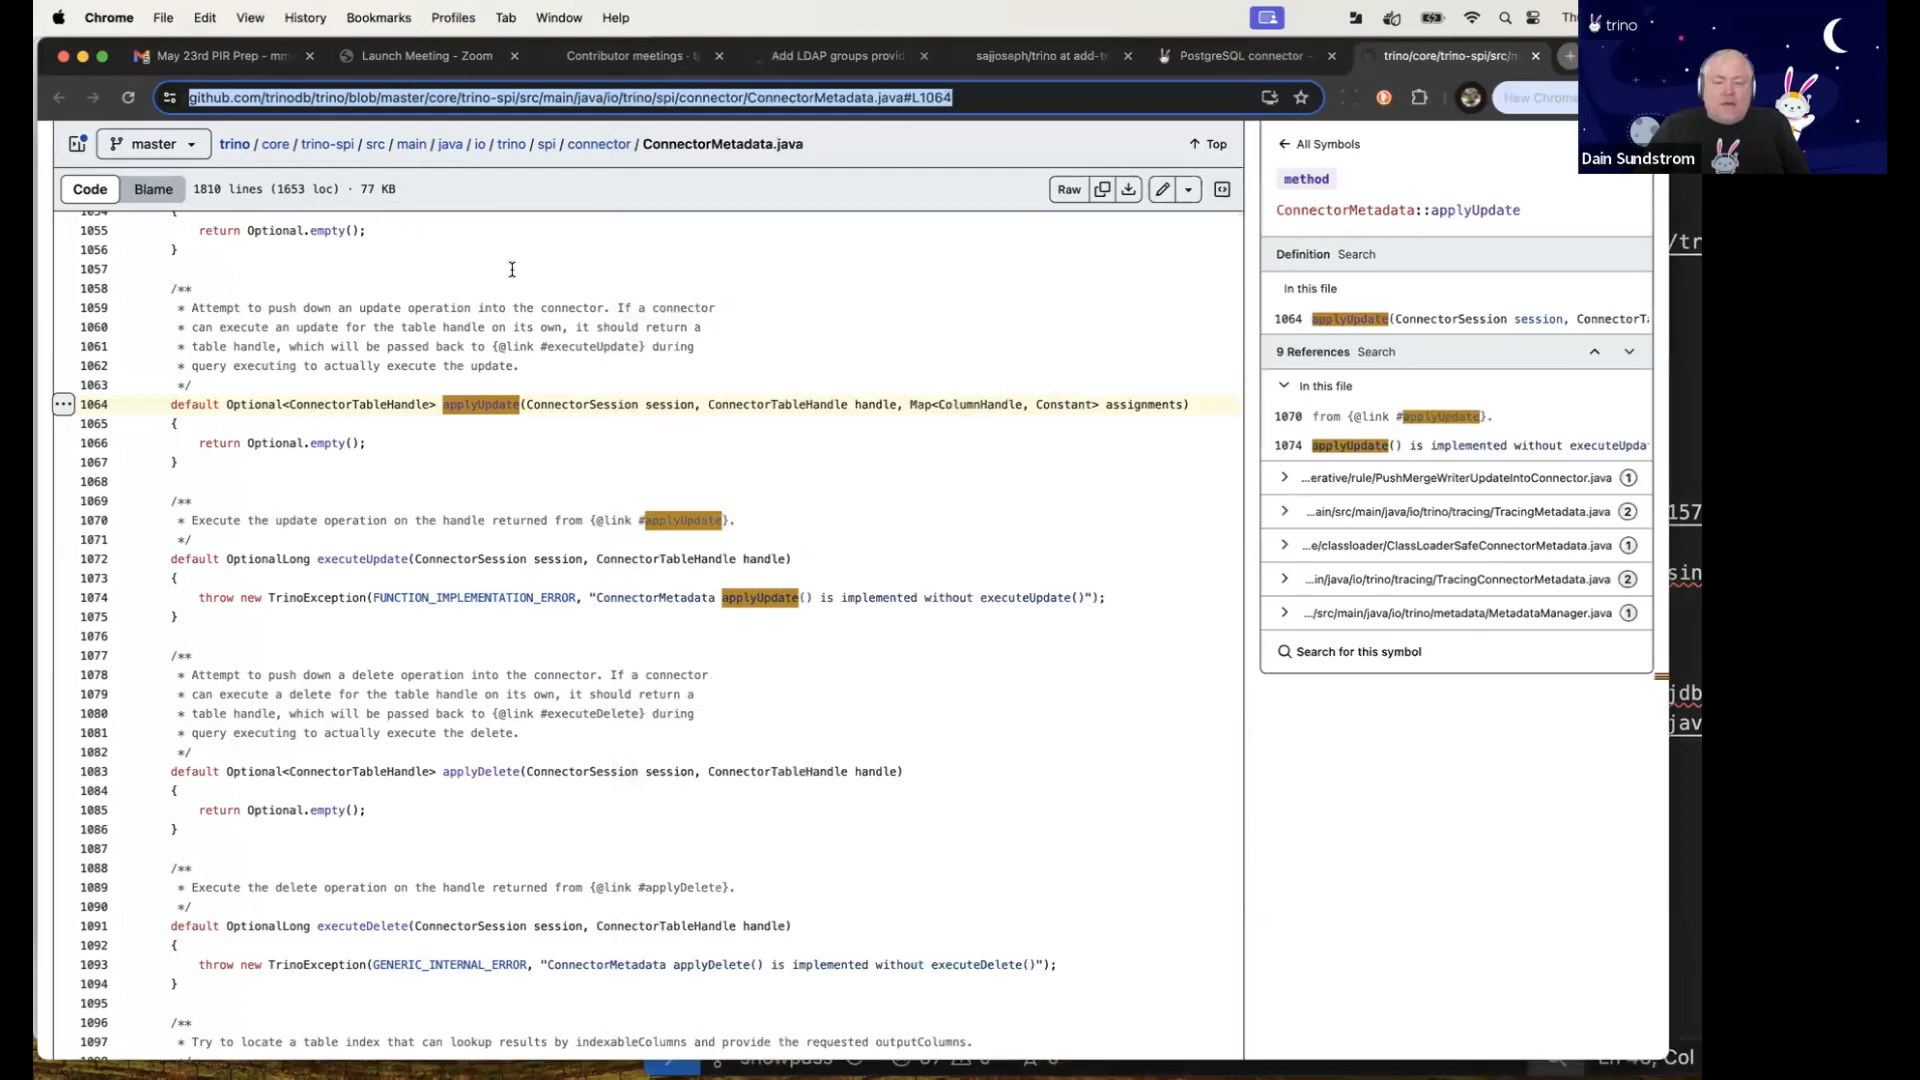 Chrome File Edit View History Bookmarks Profiles Tab Window Help
trino
May 23rd PIR Prep - mm
Launch Meeting - Zoom
Contributor meetings · t
Add LDAP groups provid
sajjoseph/trino at add-t
PostgreSQL connector -
trino/core/trino-spi/src/m
github.com/trinodb/trino/blob/master/core/trino-spi/src/main/java/io/trino/spi/connector/ConnectorMetadata.java#L1064
New Chrome
Dain Sundstrom
master
trino / core / trino-spi / src / main / java / io / trino / spi / connector / ConnectorMetadata.java
Top
Code Blame 1810 lines (1653 loc) · 77 KB
Raw
1054 {
1055 return Optional.empty();
1056 }
1057
1058 /**
1059 * Attempt to push down an update operation into the connector. If a connector
1060 * can execute an update for the table handle on its own, it should return a
1061 * table handle, which will be passed back to {@link #executeUpdate} during
1062 * query executing to actually execute the update.
1063 */
1064 default Optional<ConnectorTableHandle> applyUpdate(ConnectorSession session, ConnectorTableHandle handle, Map<ColumnHandle, Constant> assignments)
1065 {
1066 return Optional.empty();
1067 }
1068
1069 /**
1070 * Execute the update operation on the handle returned from {@link #applyUpdate}.
1071 */
1072 default OptionalLong executeUpdate(ConnectorSession session, ConnectorTableHandle handle)
1073 {
1074 throw new TrinoException(FUNCTION_IMPLEMENTATION_ERROR, "ConnectorMetadata applyUpdate() is implemented without executeUpdate()");
1075 }
1076
1077 /**
1078 * Attempt to push down a delete operation into the connector. If a connector
1079 * can execute a delete for the table handle on its own, it should return a
1080 * table handle, which will be passed back to {@link #executeDelete} during
1081 * query executing to actually execute the delete.
1082 */
1083 default Optional<ConnectorTableHandle> applyDelete(ConnectorSession session, ConnectorTableHandle handle)
1084 {
1085 return Optional.empty();
1086 }
1087
1088 /**
1089 * Execute the delete operation on the handle returned from {@link #applyDelete}.
1090 */
1091 default OptionalLong executeDelete(ConnectorSession session, ConnectorTableHandle handle)
1092 {
1093 throw new TrinoException(GENERIC_INTERNAL_ERROR, "ConnectorMetadata applyDelete() is implemented without executeDelete()");
1094 }
1095
1096 /**
1097 * Try to locate a table index that can lookup results by indexableColumns and provide the requested outputColumns.
All Symbols
method
ConnectorMetadata::applyUpdate
Definition Search
In this file
1064 applyUpdate(ConnectorSession session, ConnectorT
9 References Search
In this file
1070 from {@link #applyUpdate}.
1074 applyUpdate() is implemented without executeUpda
...erative/rule/PushMergeWriterUpdateIntoConnector.java 1
...ain/src/main/java/io/trino/tracing/TracingMetadata.java 2
...e/classloader/ClassLoaderSafeConnectorMetadata.java 1
...in/java/io/trino/tracing/TracingConnectorMetadata.java 2
.../src/main/java/io/trino/metadata/MetadataManager.java 1
Search for this symbol
/tr
157
sin
jdb
jav